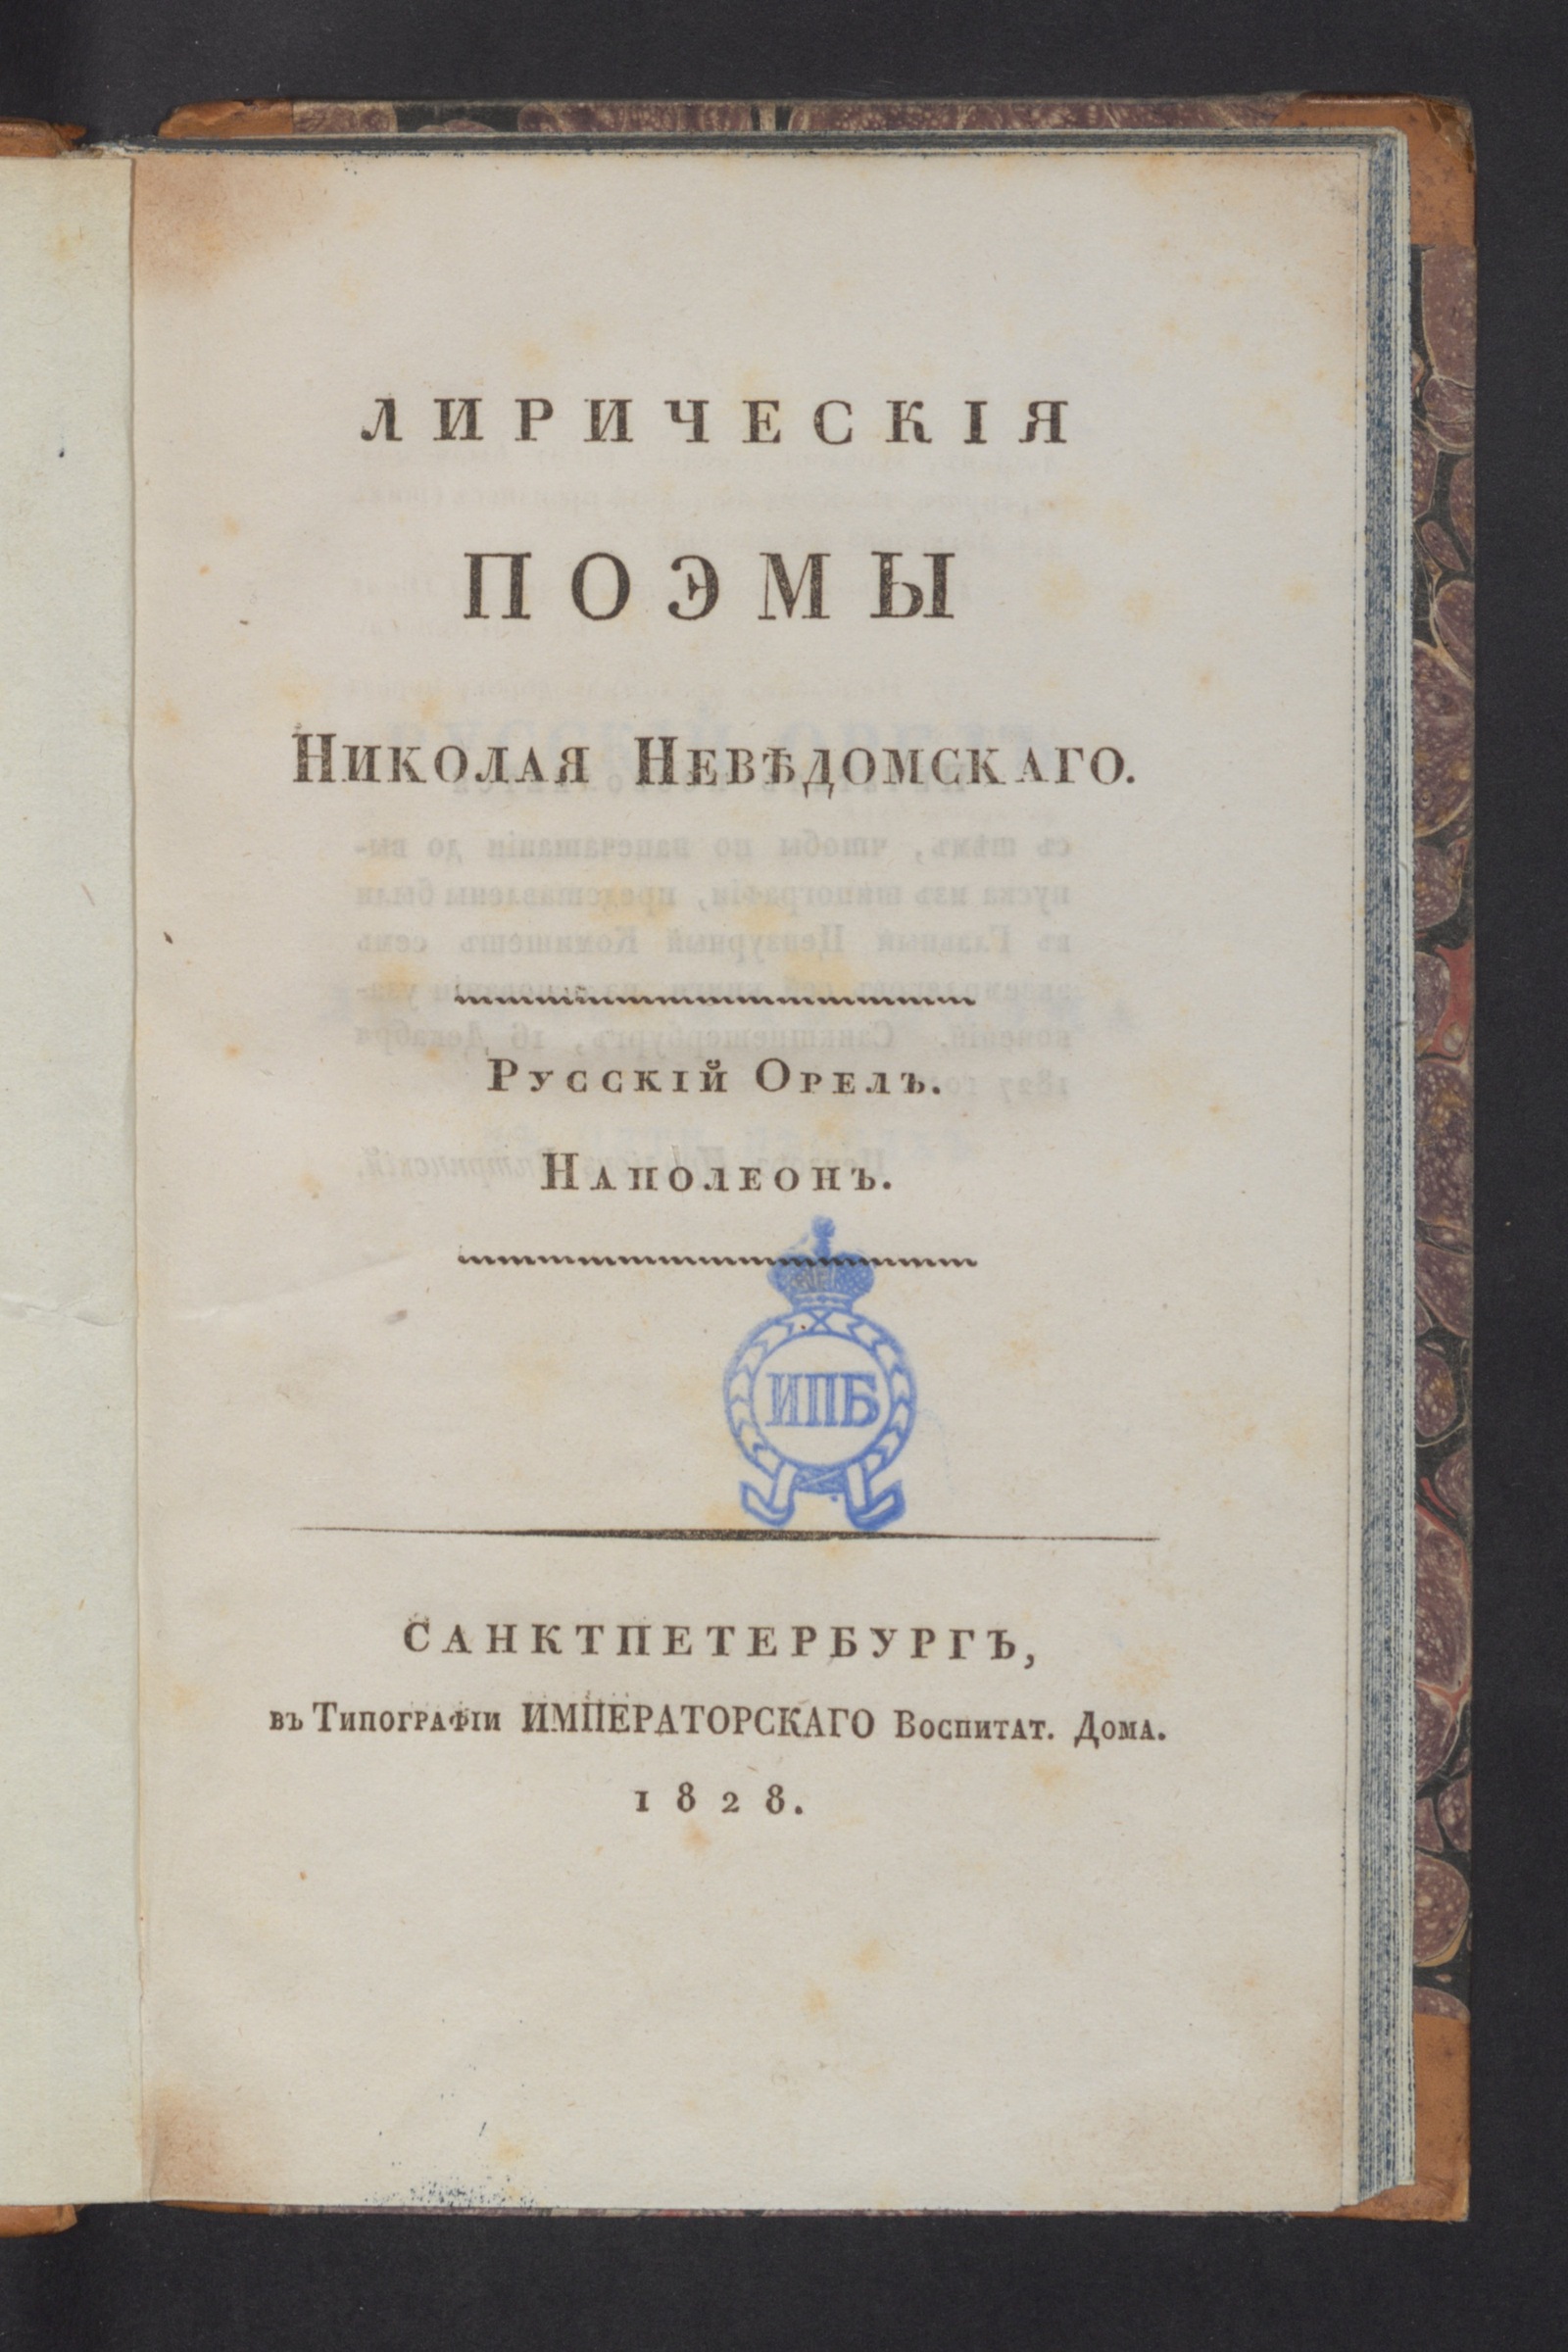 ЛИРИЧЕСКІЯ
ПОЭМЫ
Николая Невѣдомскаго.
Русскій Орелъ.
Наполеонъ.
ИПБ
САНКТПЕТЕРБУРГЪ,
въ Типографіи ИМПЕРАТОРСКАГО Воспитат. Дома.
1828.